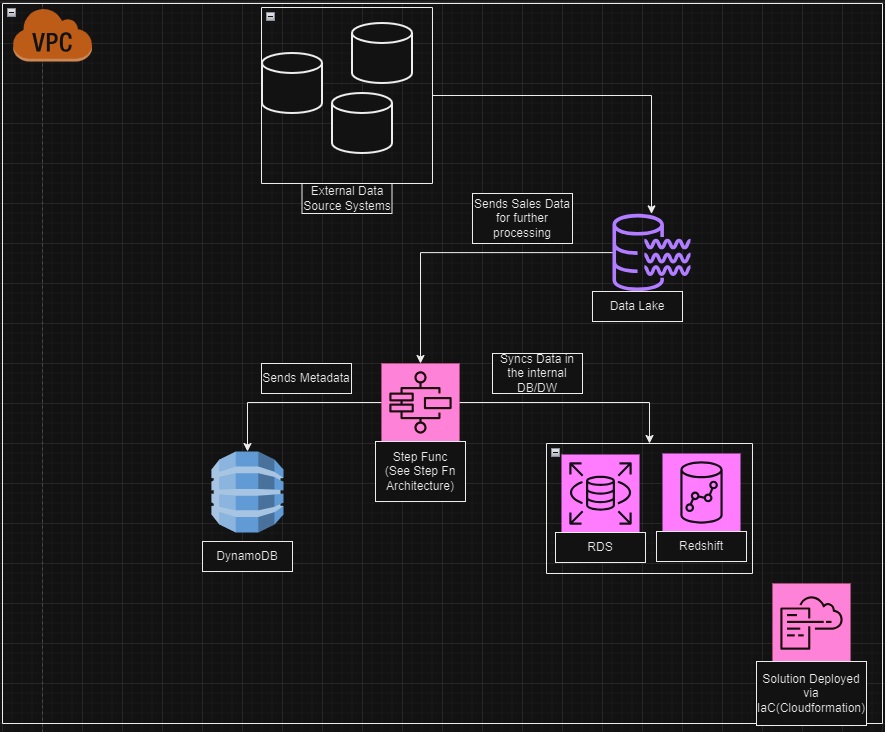 VPC
External Data
Source Systems
Sends Sales Data
for further
processing
Data Lake
Sends Metadata
Syncs Data in
the internal
DB/DW
Step Func
(See Step Fn
Architecture)
DynamoDB
RDS
Redshift
Solution Deployed
via
IaC(Cloudformation)